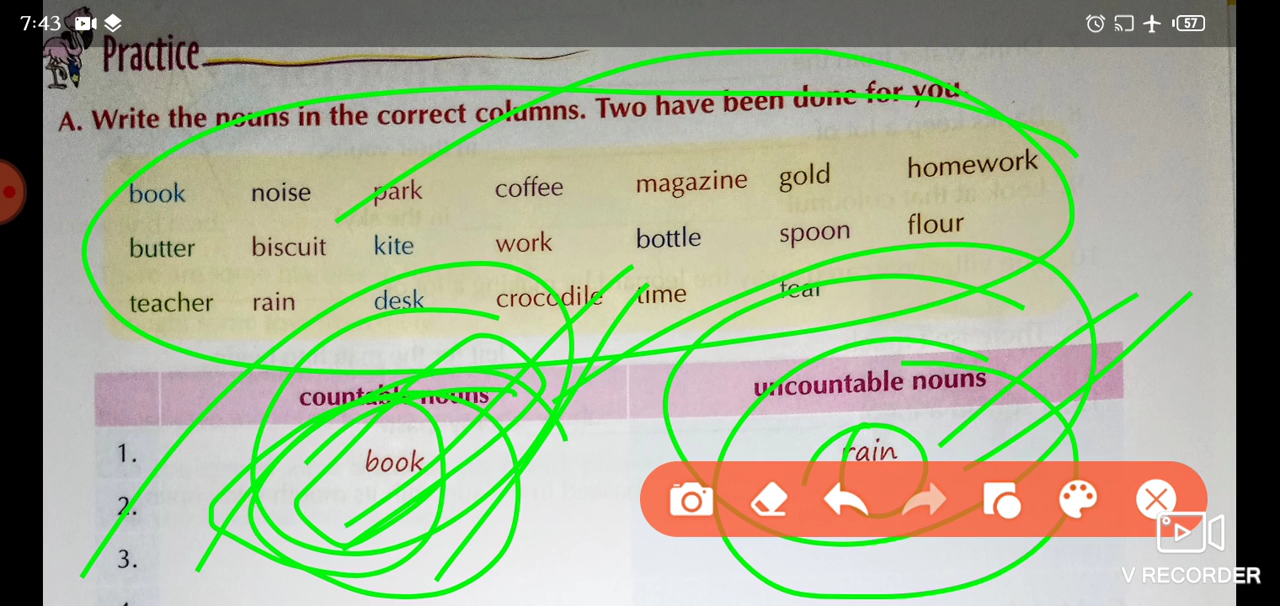 7:43
57
Practice
A. Write the nouns in the correct columns. Two have been done for you.
book noise park coffee magazine gold homework
butter biscuit kite work bottle spoon flour
teacher rain desk crocodile time tear
countable nouns uncountable nouns
1. book rain
2.
3.
V RECORDER